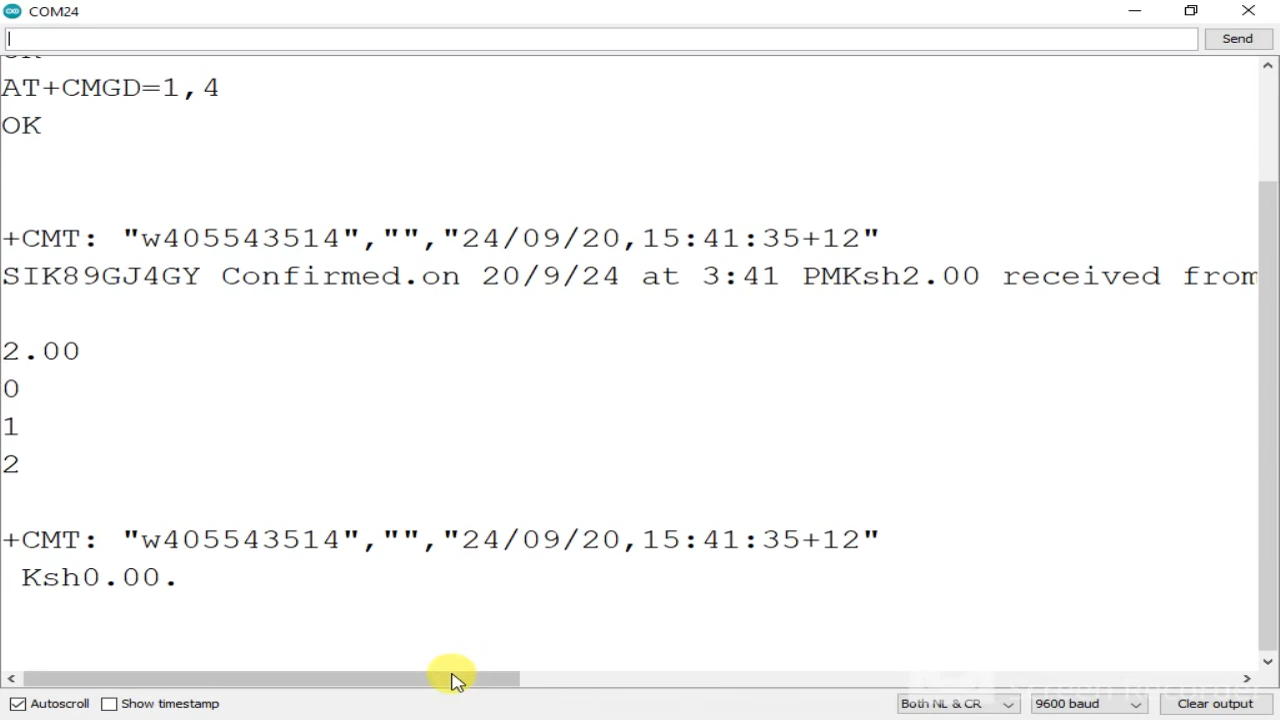 COM24
Send
AT+CMGD=1,4
OK
+CMT: "w405543514","","24/09/20,15:41:35+12"
SIK89GJ4GY Confirmed.on 20/9/24 at 3:41 PMKsh2.00 received from
2.00
0
1
2
+CMT: "w405543514","","24/09/20,15:41:35+12"
Ksh0.00.
Autoscroll
Show timestamp
Both NL & CR
9600 baud
Clear output